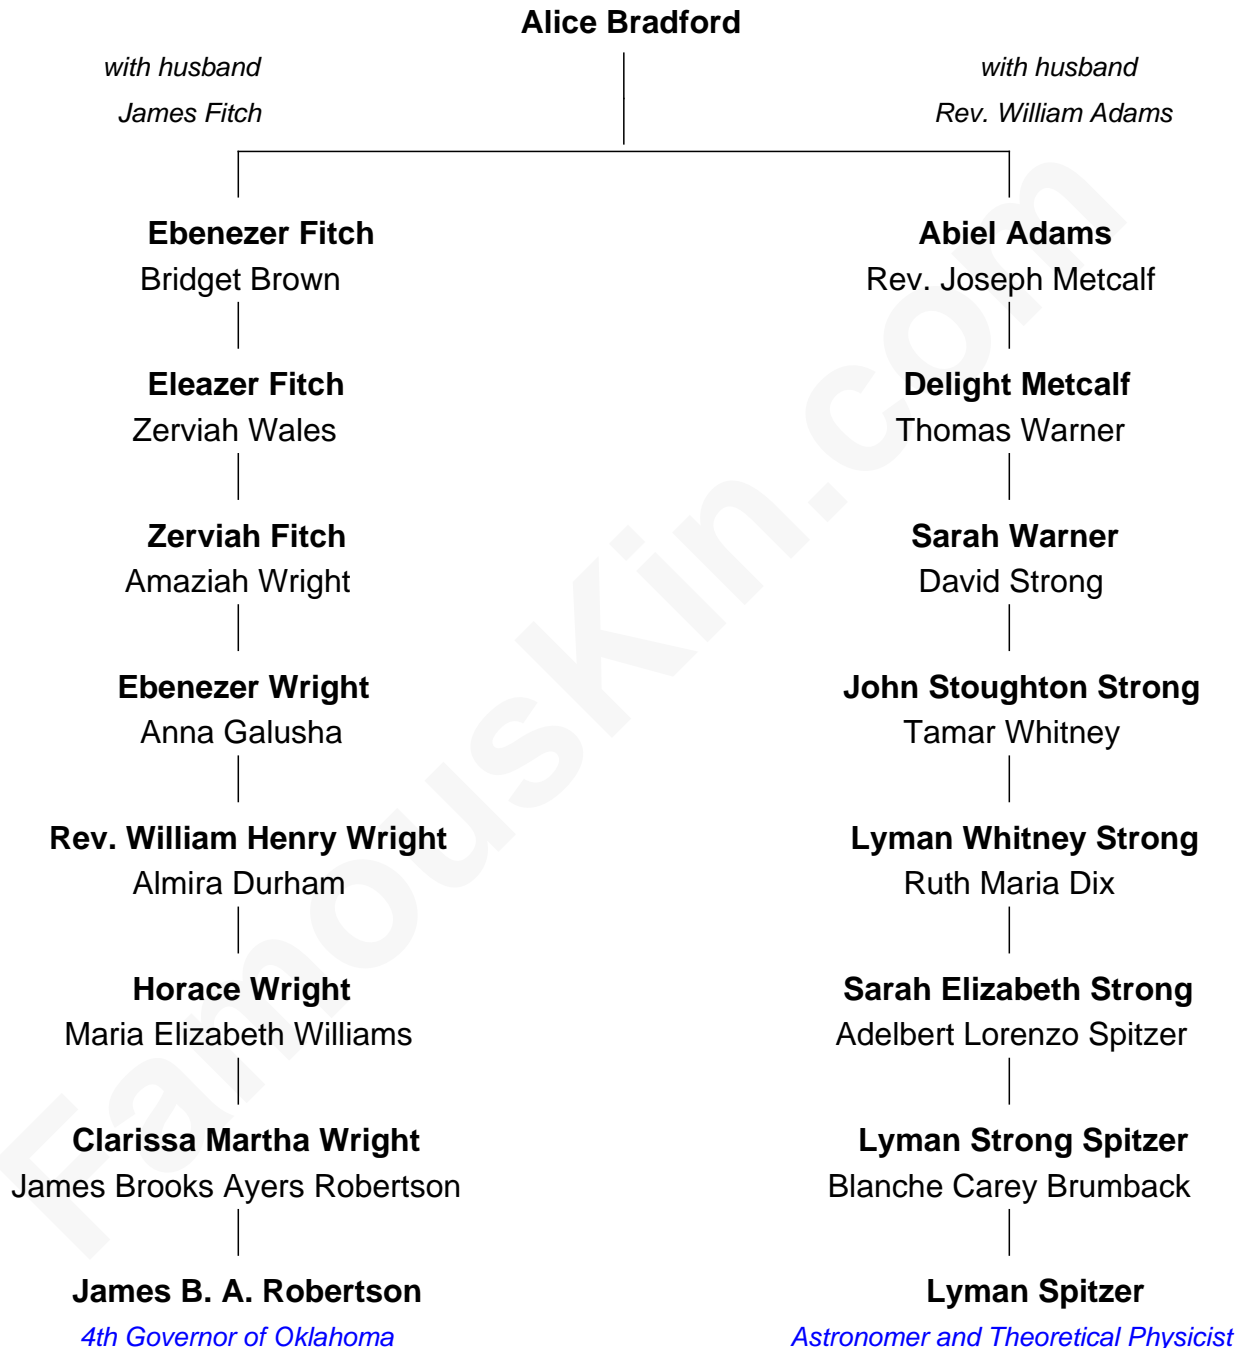 Alice Bradford
with husband
James Fitch
with husband
Rev. William Adams
Ebenezer Fitch
Bridget Brown
Abiel Adams
Rev. Joseph Metcalf
Eleazer Fitch
Zerviah Wales
Delight Metcalf
Thomas Warner
Zerviah Fitch
Amaziah Wright
Sarah Warner
David Strong
Ebenezer Wright
Anna Galusha
John Stoughton Strong
Tamar Whitney
Rev. William Henry Wright
Almira Durham
Lyman Whitney Strong
Ruth Maria Dix
Horace Wright
Maria Elizabeth Williams
Sarah Elizabeth Strong
Adelbert Lorenzo Spitzer
Clarissa Martha Wright
James Brooks Ayers Robertson
Lyman Strong Spitzer
Blanche Carey Brumback
James B. A. Robertson
4th Governor of Oklahoma
Lyman Spitzer
Astronomer and Theoretical Physicist
FamousKin.com